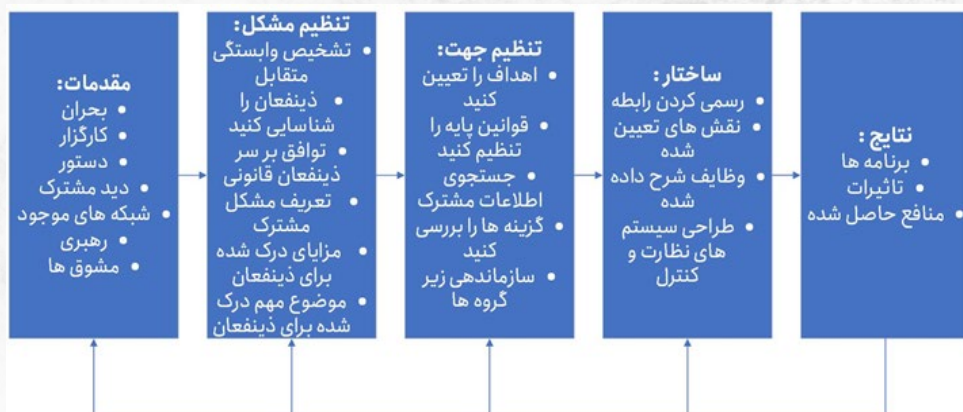 مقدمات:
بحران
کارگزار
دستور
دید مشترک
شبکه های موجود
رهبری
مشوق ها
تنظیم مشکل:
تشخیص وابستگی
متقابل
ذینفعان را
شناسایی کنید
توافق بر سر
ذینفعان قانونی
تعریف مشکل
مشترک
مزایای درک شده
برای ذینفعان
موضوع مهم درک
شده برای ذینفعان
تنظیم جهت:
اهداف را تعیین
کنید
قوانین پایه را
تنظیم کنید
جستجوی
اطلاعات مشترک
گزینه ها را بررسی
کنید
سازماندهی زیر
گروه ها
ساختار:
رسمی کردن رابطه
نقش های تعیین
شده
وظایف شرح داده
شده
طراحی سیستم
های نظارت و
کنترل
نتایج :
برنامه ها
تاثیرات
منافع حاصل شده